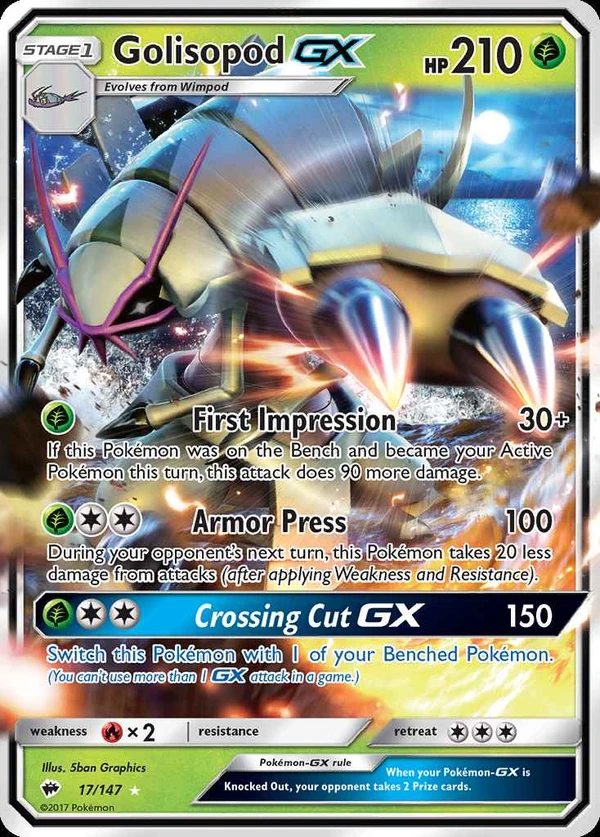 STAGE 1
Golisopod GX
HP 210
Evolves from Wimpod
First Impression 30+
If this Pokémon was on the Bench and became your Active
Pokémon this turn, this attack does 90 more damage.
Armor Press 100
During your opponent's next turn, this Pokémon takes 20 less
damage from attacks (after applying Weakness and Resistance).
Crossing Cut GX 150
Switch this Pokémon with 1 of your Benched Pokémon.
(You can't use more than 1 GX attack in a game.)
weakness × 2 resistance retreat
Illus. 5ban Graphics
17/147
©2017 Pokémon
Pokémon-GX rule
When your Pokémon-GX is
Knocked Out, your opponent takes 2 Prize cards.